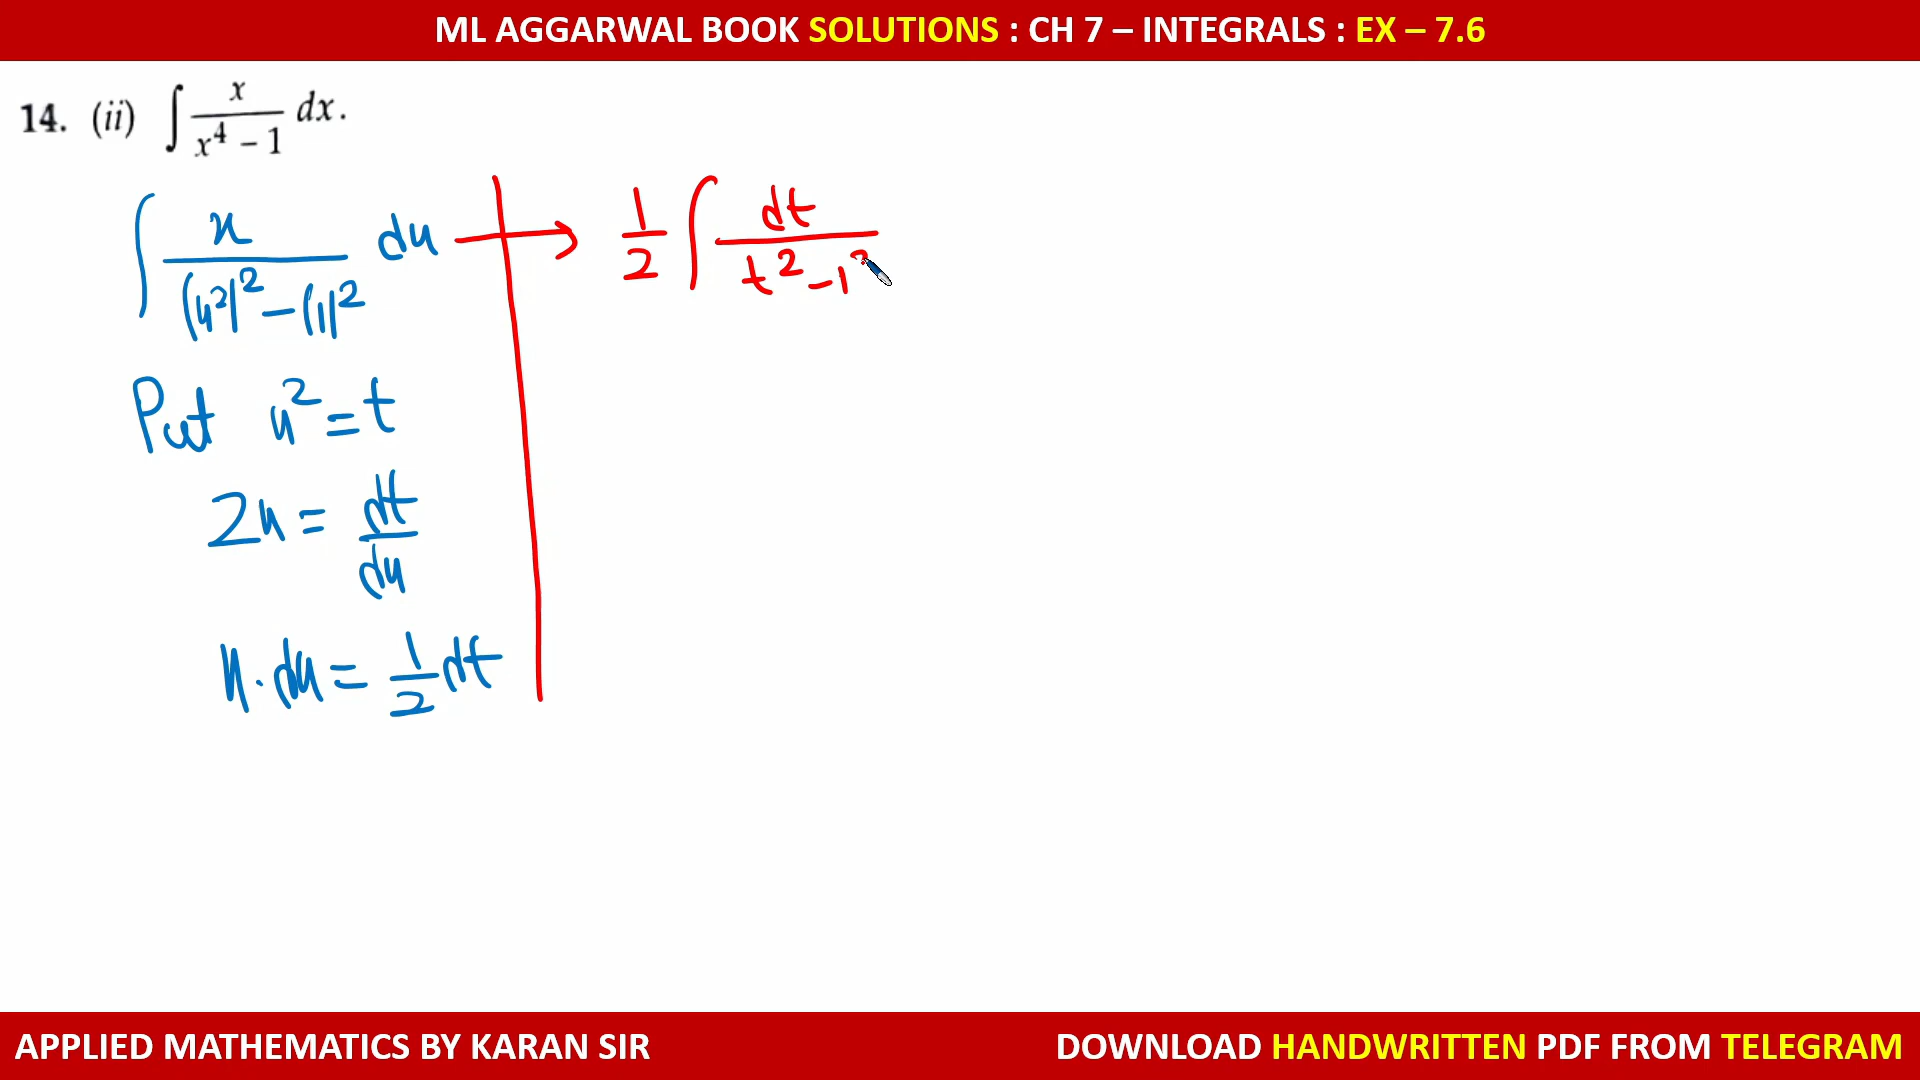 ML AGGARWAL BOOK SOLUTIONS : CH 7 – INTEGRALS : EX – 7.6
14. (ii) ∫ x / (x⁴ − 1) dx.
∫ x / ((x²)² − (1)²) dx → 1/2 ∫ dt / (t² − 1²)
Put x² = t
2x = dt/dx
x · dx = 1/2 dt
APPLIED MATHEMATICS BY KARAN SIR
DOWNLOAD HANDWRITTEN PDF FROM TELEGRAM